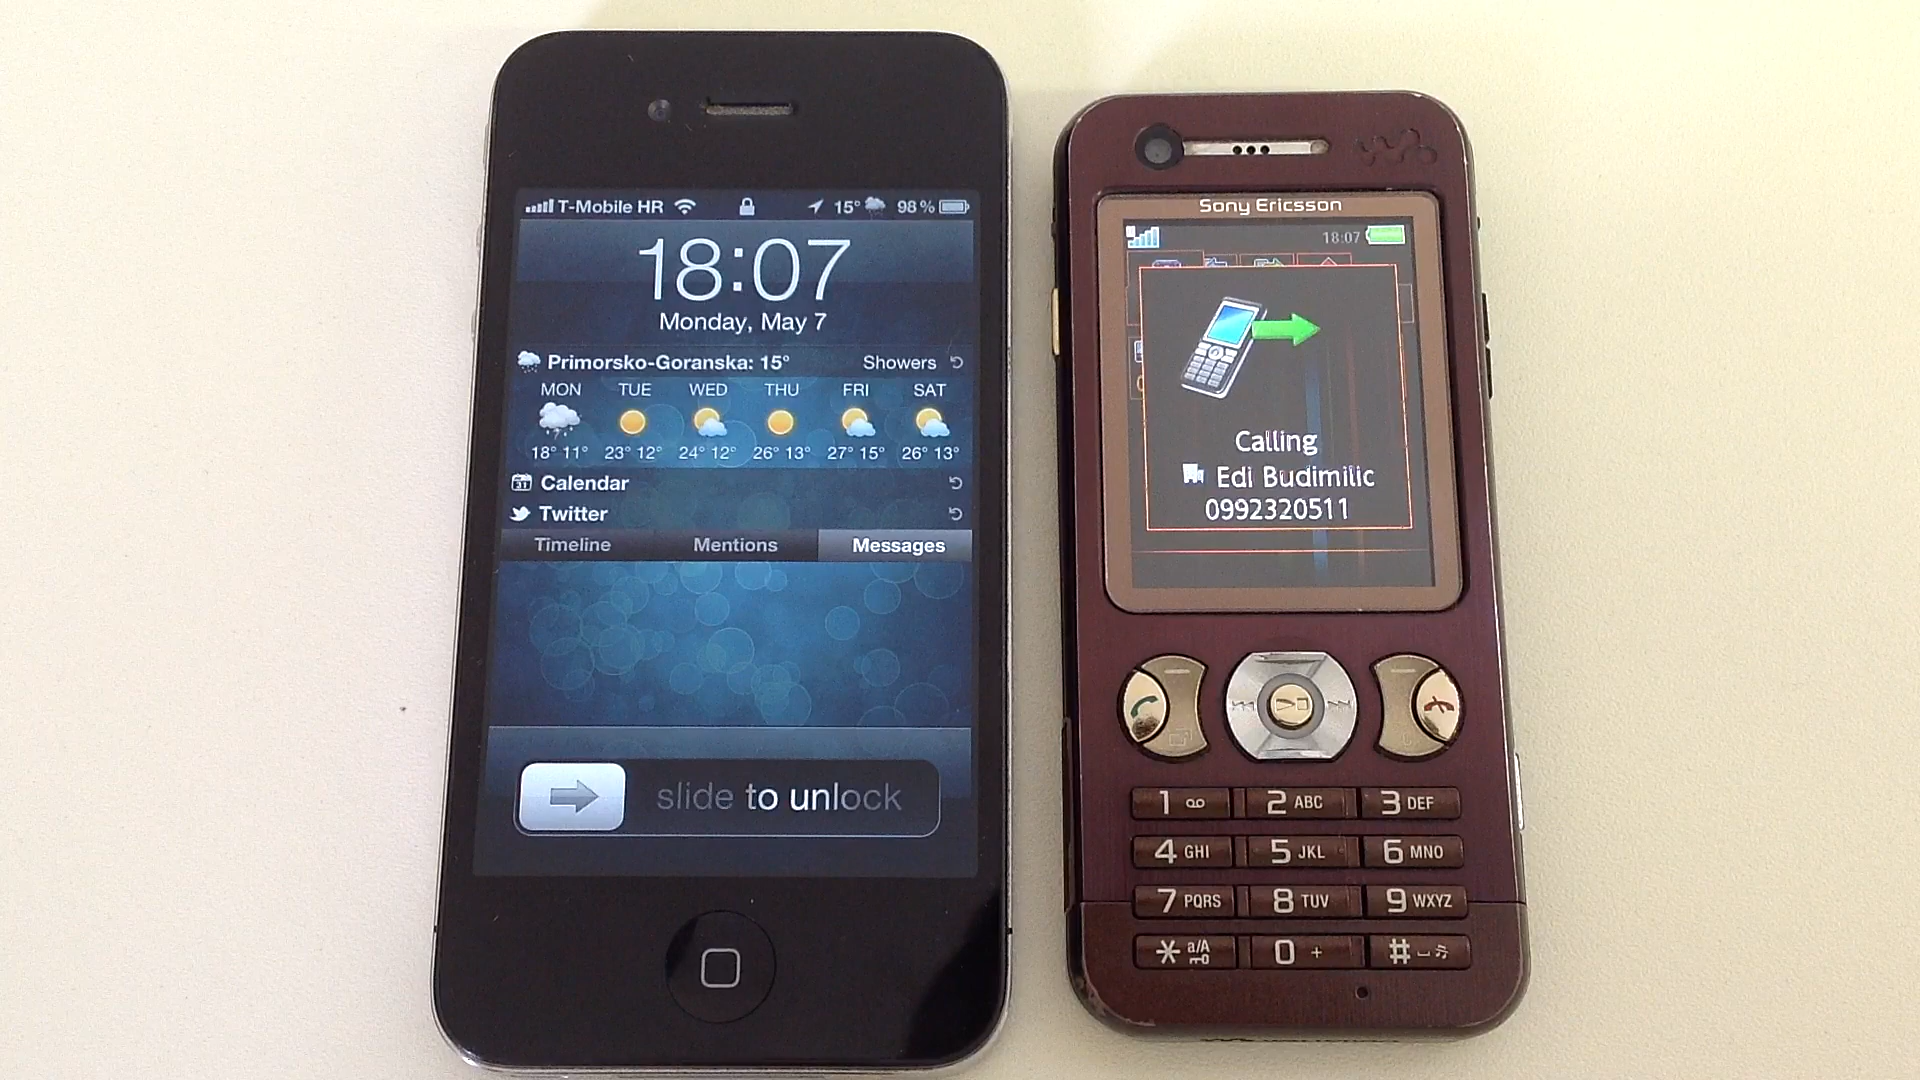 T-Mobile HR 15° 98%
18:07
Monday, May 7
Primorsko-Goranska: 15° Showers
MON TUE WED THU FRI SAT
18° 11° 23° 12° 24° 12° 26° 13° 27° 15° 26° 13°
31 Calendar
Twitter
Timeline Mentions Messages
slide to unlock
Sony Ericsson
18:07
Calling
Edi Budimilic
0992320511
1 2 ABC 3 DEF
4 GHI 5 JKL 6 MNO
7 PQRS 8 TUV 9 WXYZ
* a/A 0 + #